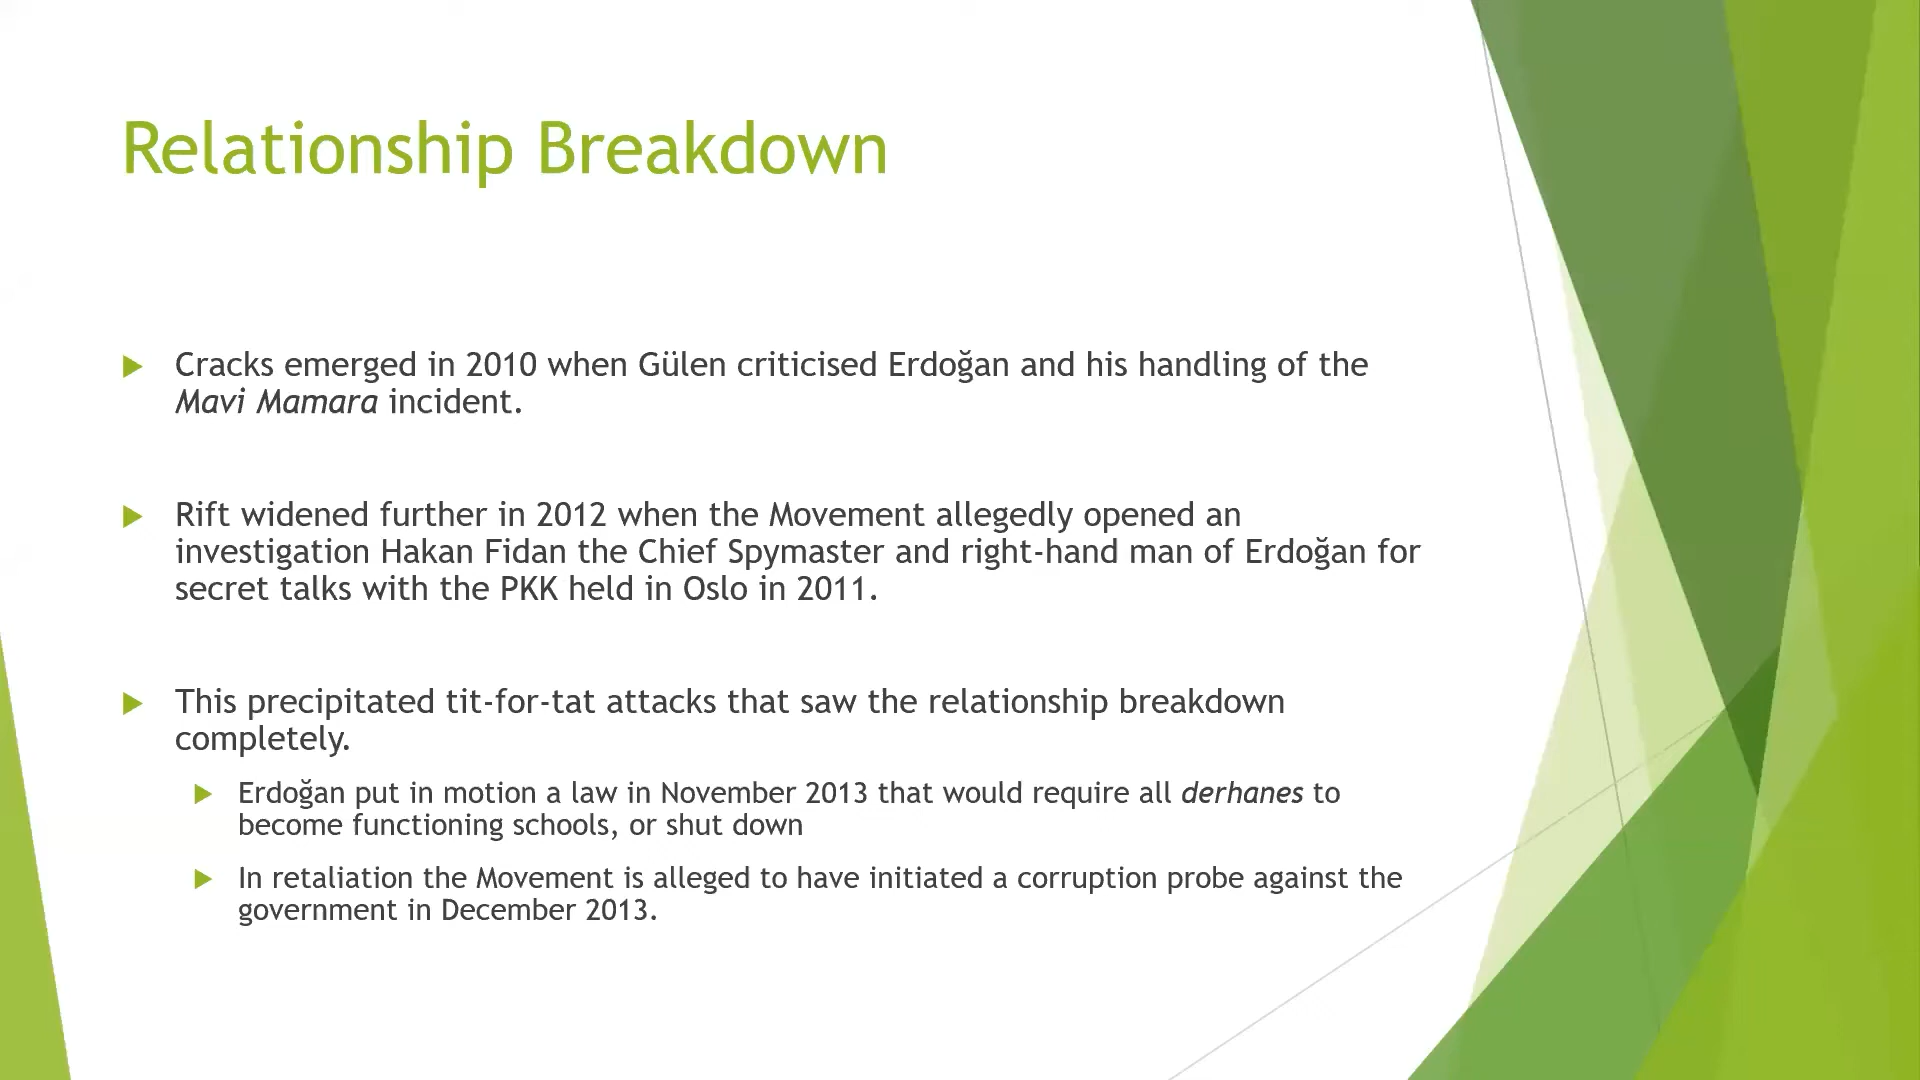 Relationship Breakdown
Cracks emerged in 2010 when Gülen criticised Erdoğan and his handling of the
Mavi Mamara incident.
Rift widened further in 2012 when the Movement allegedly opened an
investigation Hakan Fidan the Chief Spymaster and right-hand man of Erdoğan for
secret talks with the PKK held in Oslo in 2011.
This precipitated tit-for-tat attacks that saw the relationship breakdown
completely.
Erdoğan put in motion a law in November 2013 that would require all derhanes to
become functioning schools, or shut down
In retaliation the Movement is alleged to have initiated a corruption probe against the
government in December 2013.